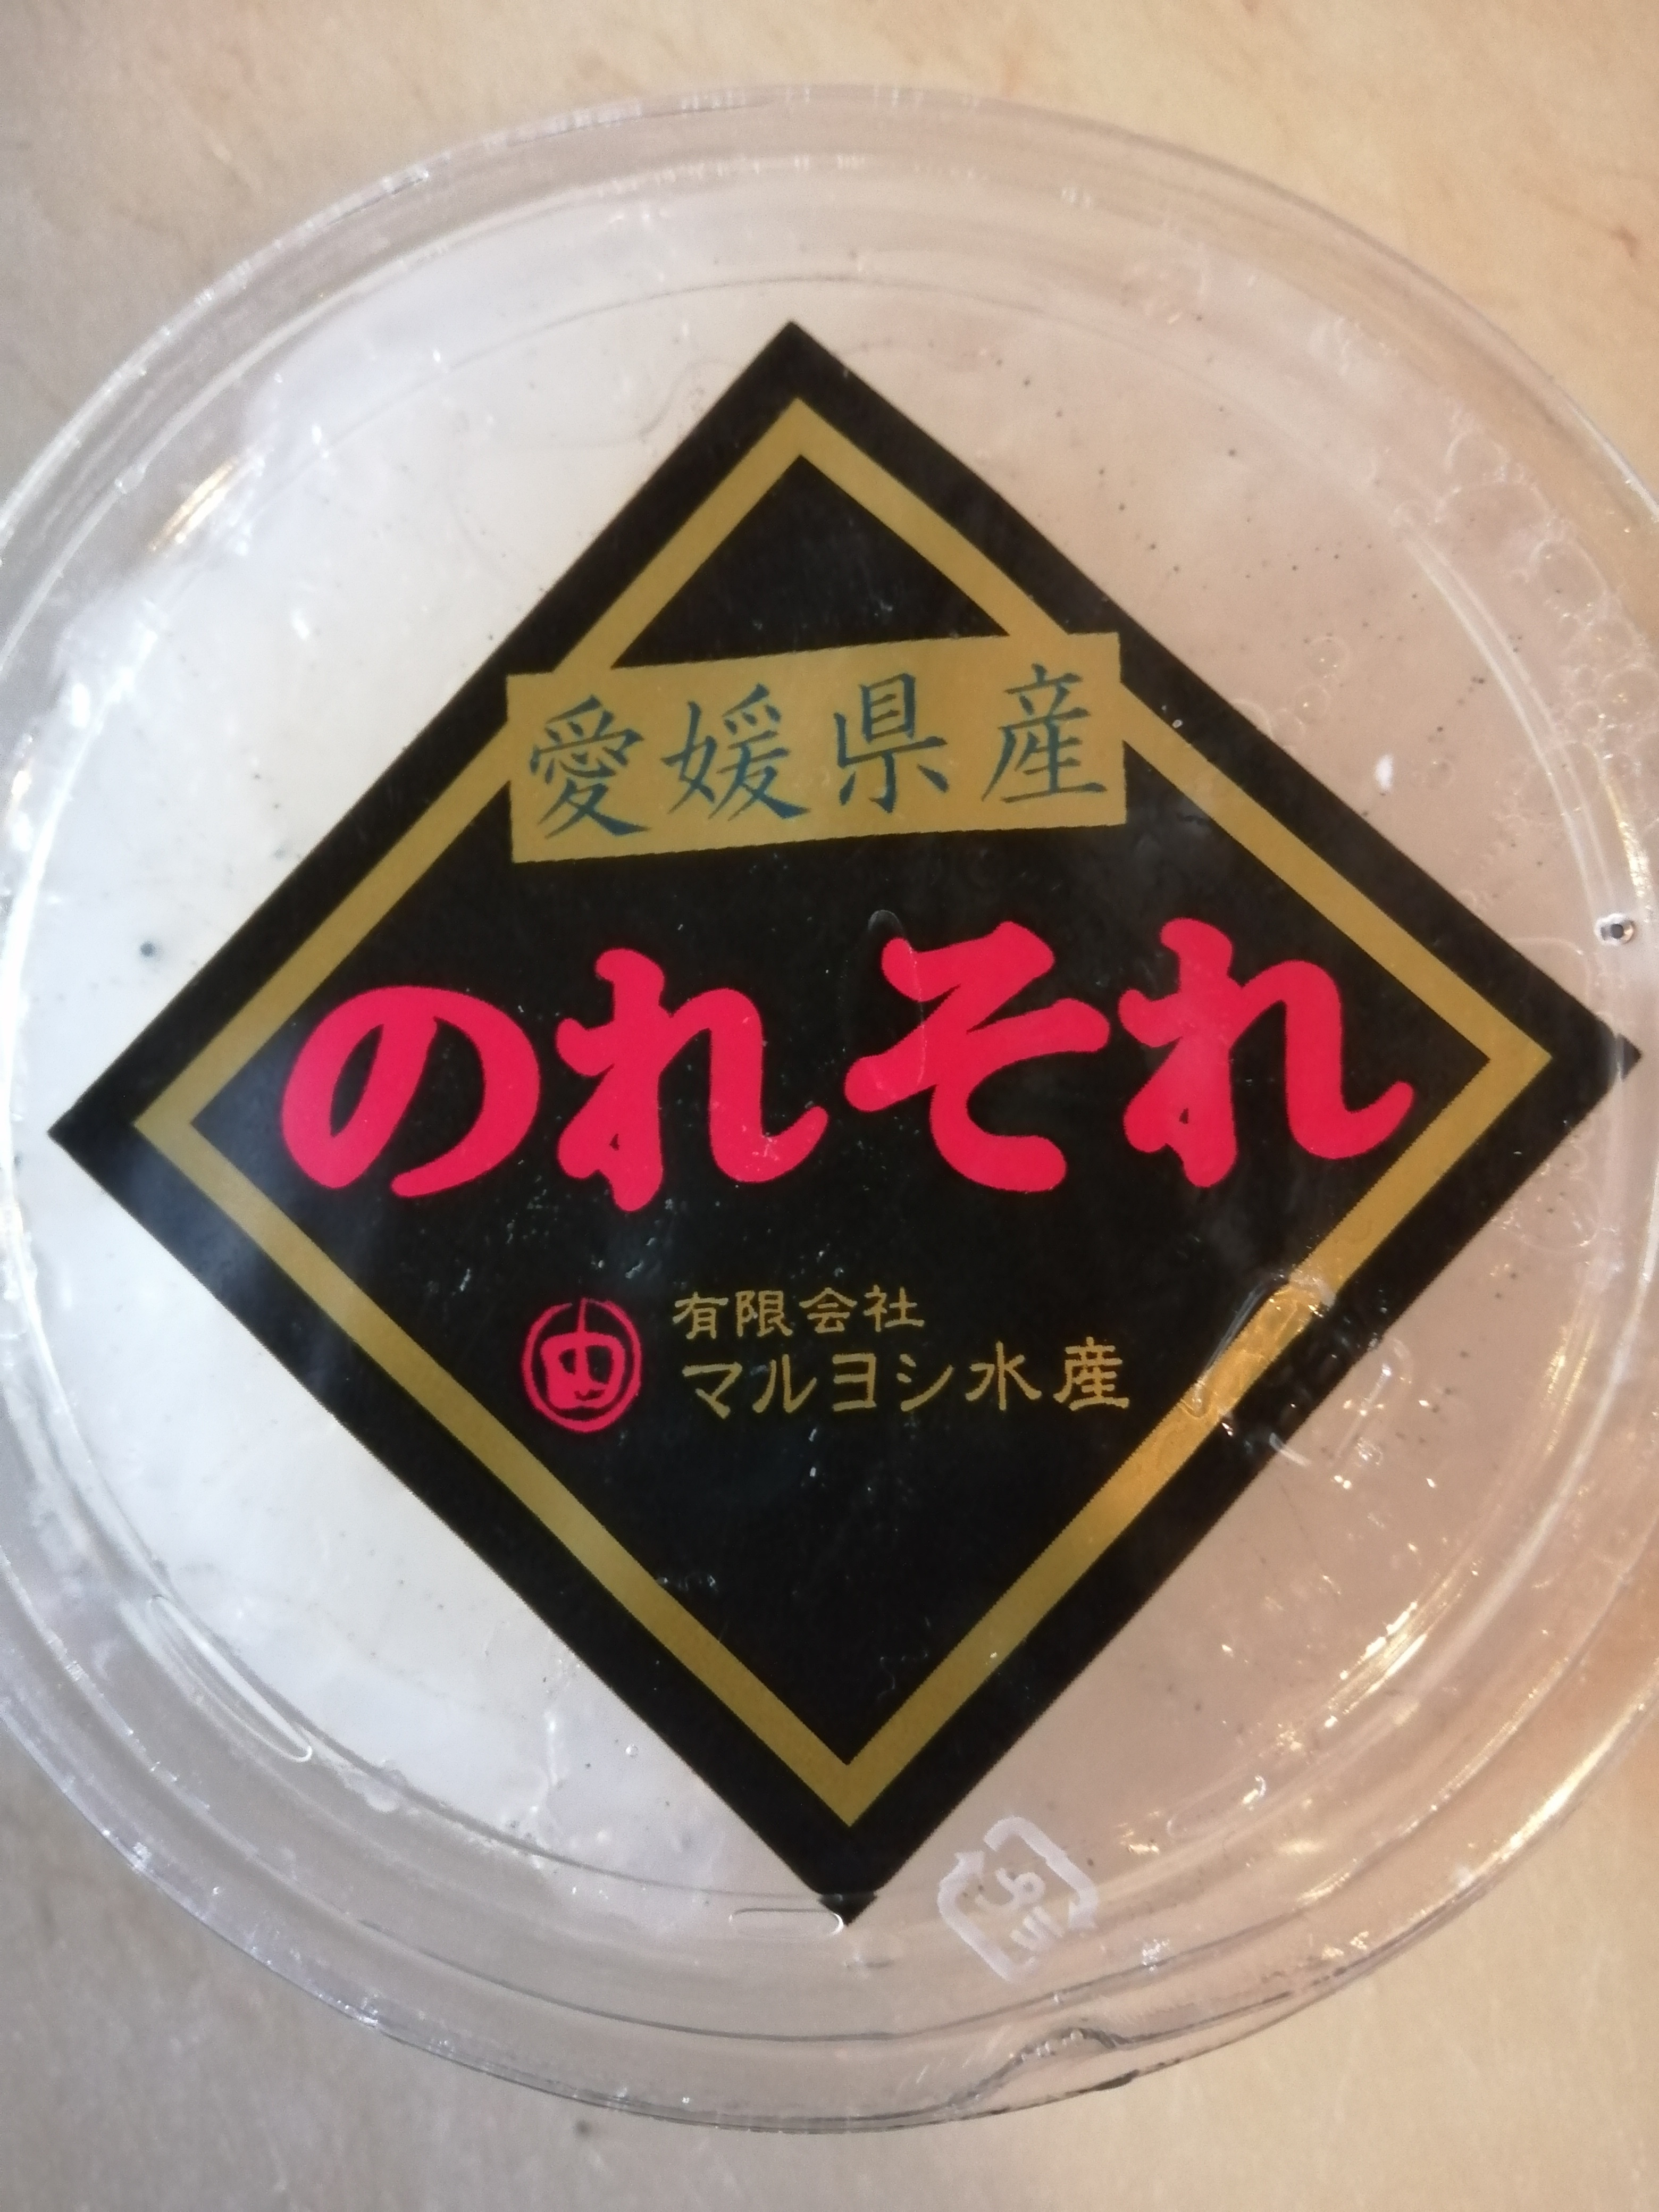 愛媛県産
のれそれ
有限会社
マルヨシ水産